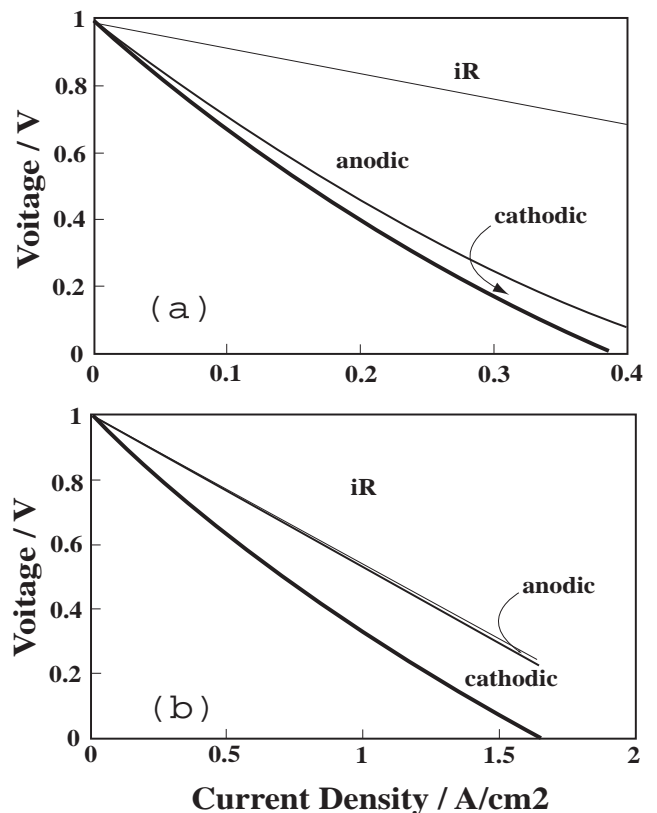 1
0.8
0.6
0.4
0.2
0
Voitage / V
iR
anodic
cathodic
(a)
0 0.1 0.2 0.3 0.4
1
0.8
0.6
0.4
0.2
0
Voitage / V
iR
anodic
cathodic
(b)
0 0.5 1 1.5 2
Current Density / A/cm2